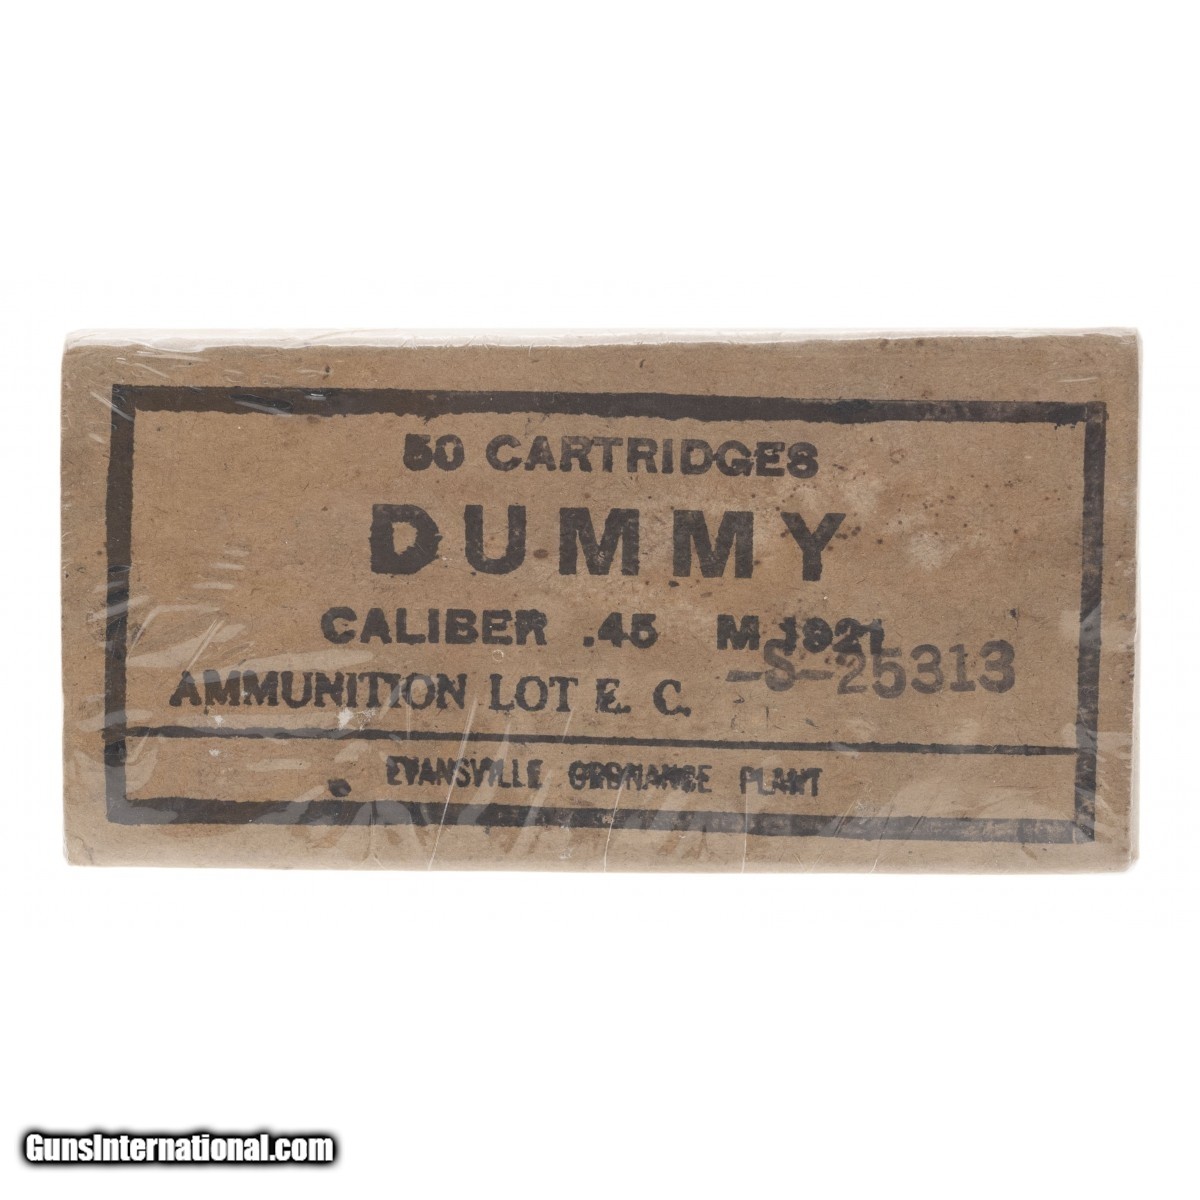 50 CARTRIDGES
DUMMY
CALIBER .45 M 1921
AMMUNITION LOT E. C. -S-25313
EVANSVILLE ORDNANCE PLANT
GunsInternational.com